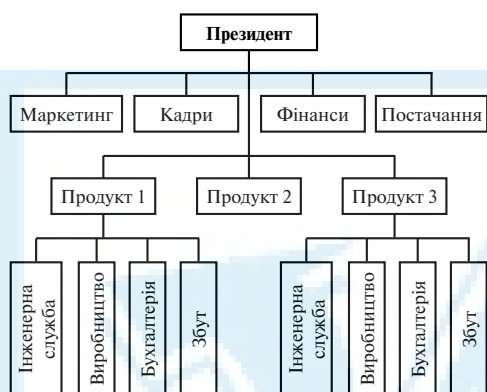 Президент
Маркетинг
Кадри
Фінанси
Постачання
Продукт 1
Продукт 2
Продукт 3
Інженерна
служба
Виробництво
Бухгалтерія
Збут
Інженерна
служба
Виробництво
Бухгалтерія
Збут